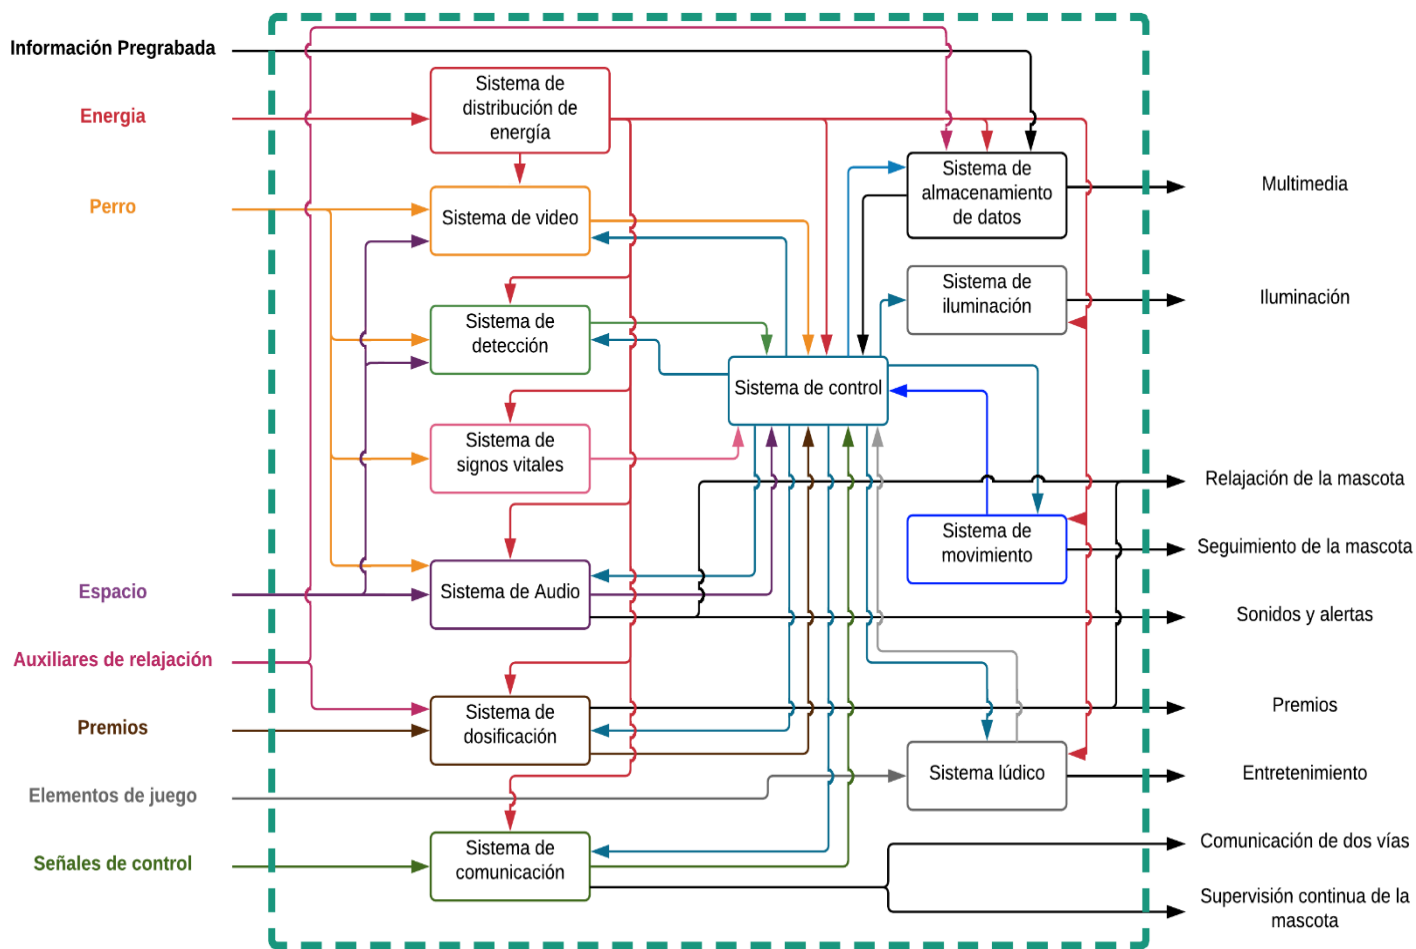 Información Pregrabada
Energia
Perro
Espacio
Auxiliares de relajación
Premios
Elementos de juego
Señales de control
Sistema de
distribución de
energía
Sistema de video
Sistema de
detección
Sistema de
signos vitales
Sistema de Audio
Sistema de
dosificación
Sistema de
comunicación
Sistema de control
Sistema de
almacenamiento
de datos
Sistema de
iluminación
Sistema de
movimiento
Sistema lúdico
Multimedia
Iluminación
Relajación de la mascota
Seguimiento de la mascota
Sonidos y alertas
Premios
Entretenimiento
Comunicación de dos vías
Supervisión continua de la
mascota